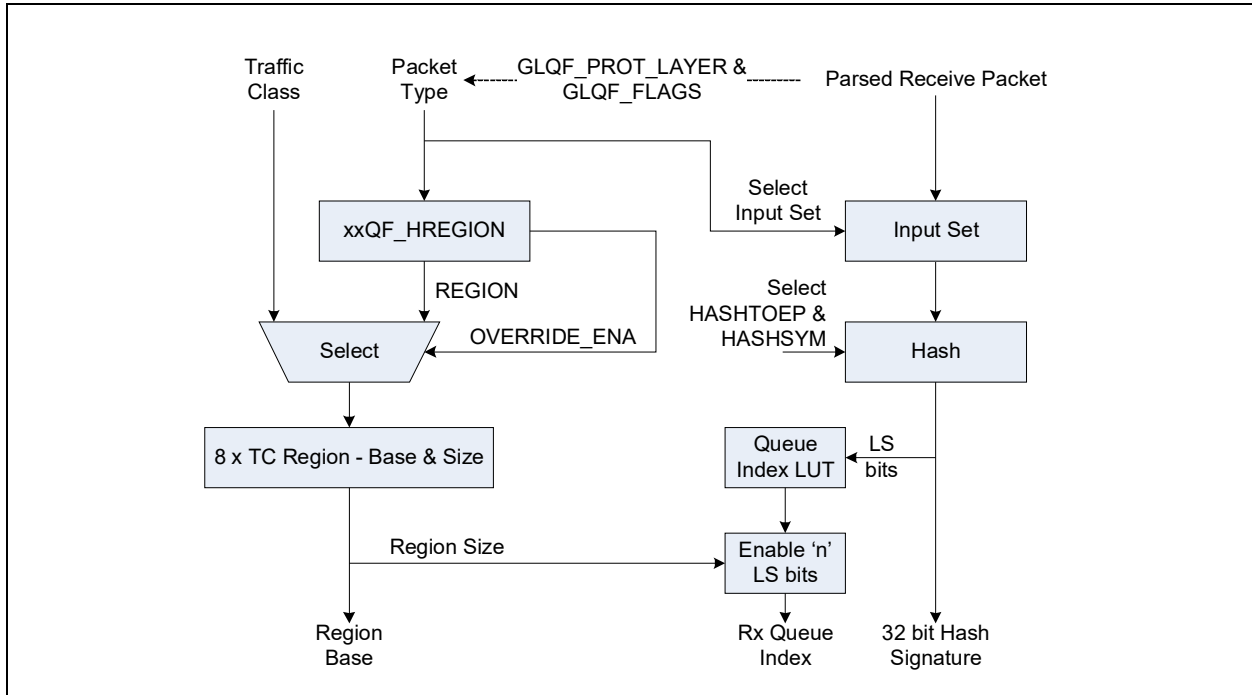 Traffic
Class
Packet
Type
GLQF_PROT_LAYER &
GLQF_FLAGS
Parsed Receive Packet
Select
Input Set
xxQF_HREGION
Input Set
REGION
Select
HASHTOEP &
HASHSYM
OVERRIDE_ENA
Select
Hash
8 x TC Region - Base & Size
Queue
Index LUT
LS
bits
Region Size
Enable ‘n’
LS bits
Region
Base
Rx Queue
Index
32 bit Hash
Signature